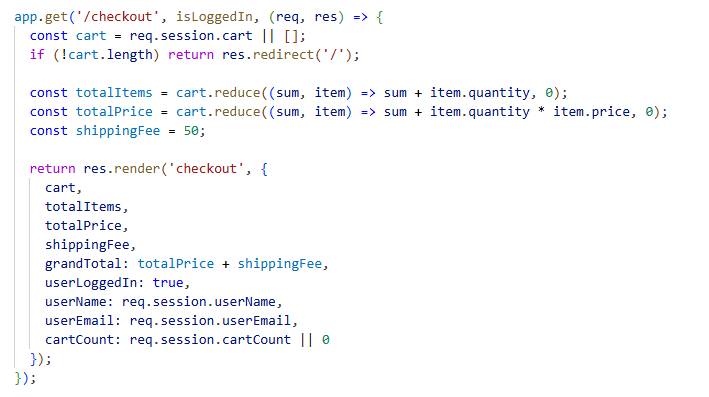 app.get('/checkout', isLoggedIn, (req, res) => {
  const cart = req.session.cart || [];
  if (!cart.length) return res.redirect('/');

  const totalItems = cart.reduce((sum, item) => sum + item.quantity, 0);
  const totalPrice = cart.reduce((sum, item) => sum + item.quantity * item.price, 0);
  const shippingFee = 50;

  return res.render('checkout', {
    cart,
    totalItems,
    totalPrice,
    shippingFee,
    grandTotal: totalPrice + shippingFee,
    userLoggedIn: true,
    userName: req.session.userName,
    userEmail: req.session.userEmail,
    cartCount: req.session.cartCount || 0
  });
});